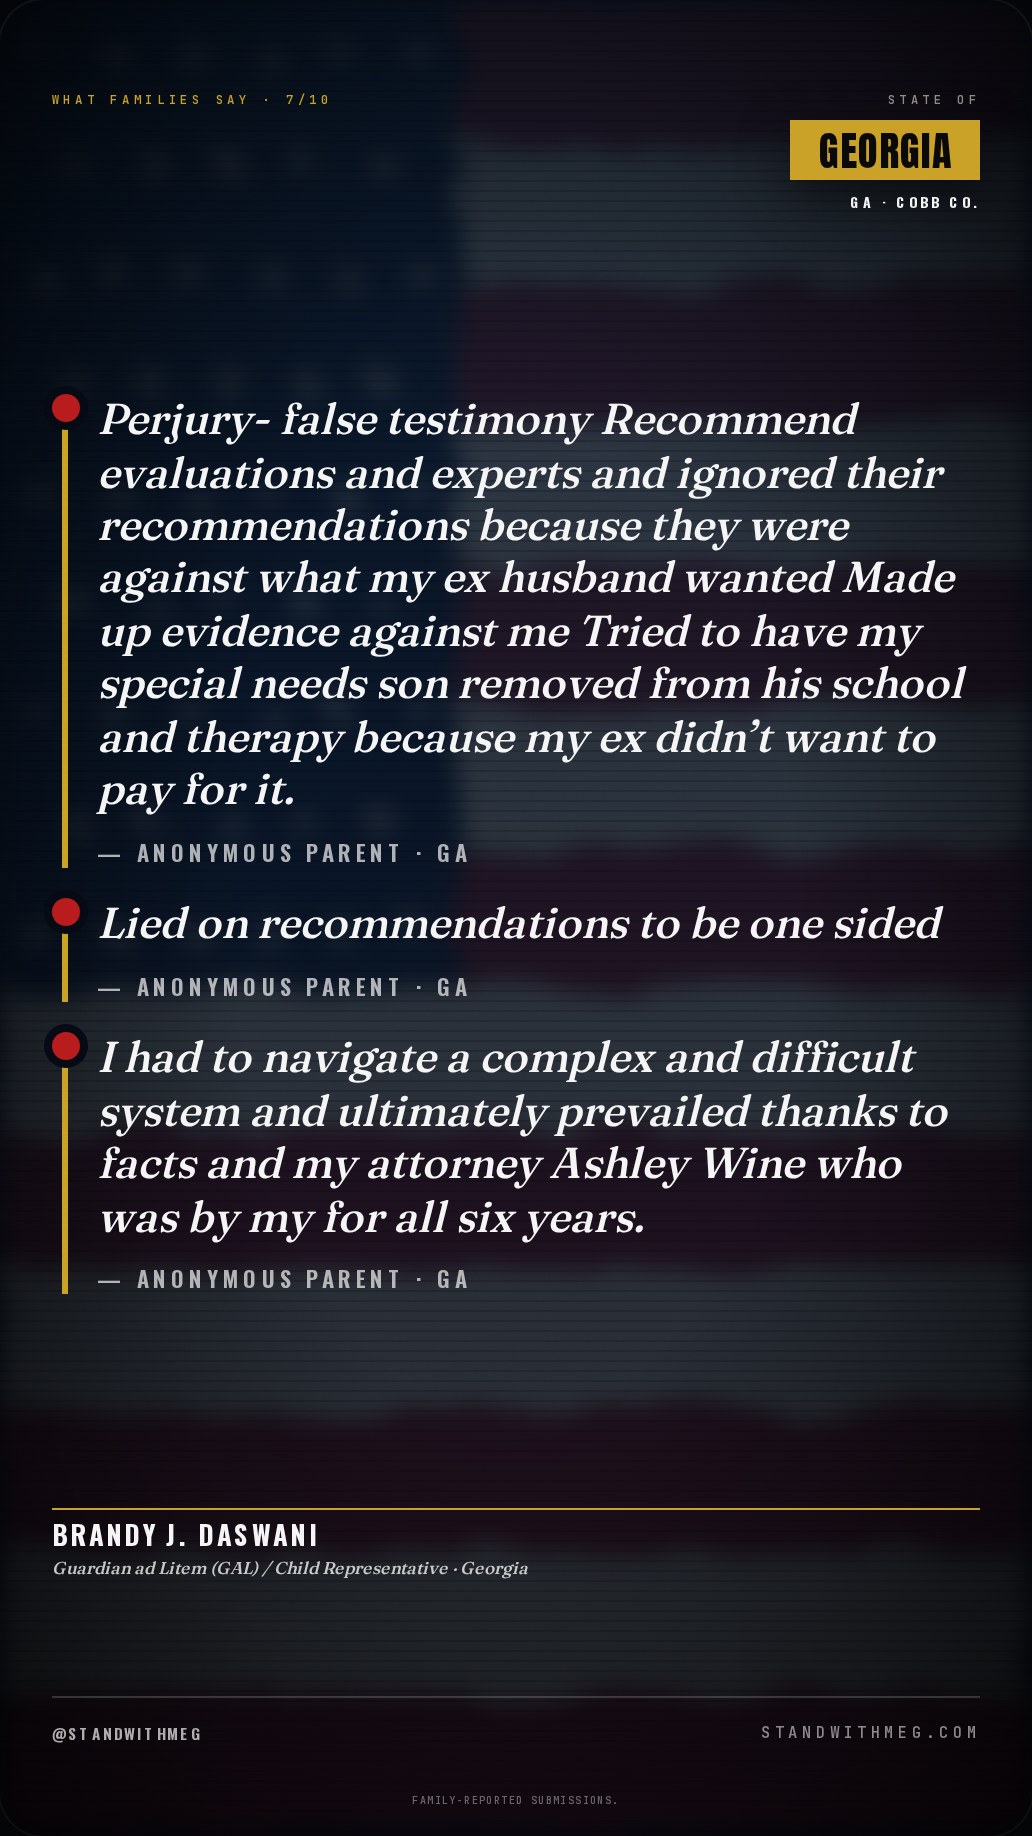 WHAT FAMILIES SAY · 7/10
STATE OF
GEORGIA
GA · COBB CO.
Perjury- false testimony Recommend
evaluations and experts and ignored their
recommendations because they were
against what my ex husband wanted Made
up evidence against me Tried to have my
special needs son removed from his school
and therapy because my ex didn’t want to
pay for it.
— ANONYMOUS PARENT · GA
Lied on recommendations to be one sided
— ANONYMOUS PARENT · GA
I had to navigate a complex and difficult
system and ultimately prevailed thanks to
facts and my attorney Ashley Wine who
was by my for all six years.
— ANONYMOUS PARENT · GA
BRANDY J. DASWANI
Guardian ad Litem (GAL) / Child Representative · Georgia
@STANDWITHMEG
STANDWITHMEG.COM
FAMILY-REPORTED SUBMISSIONS.